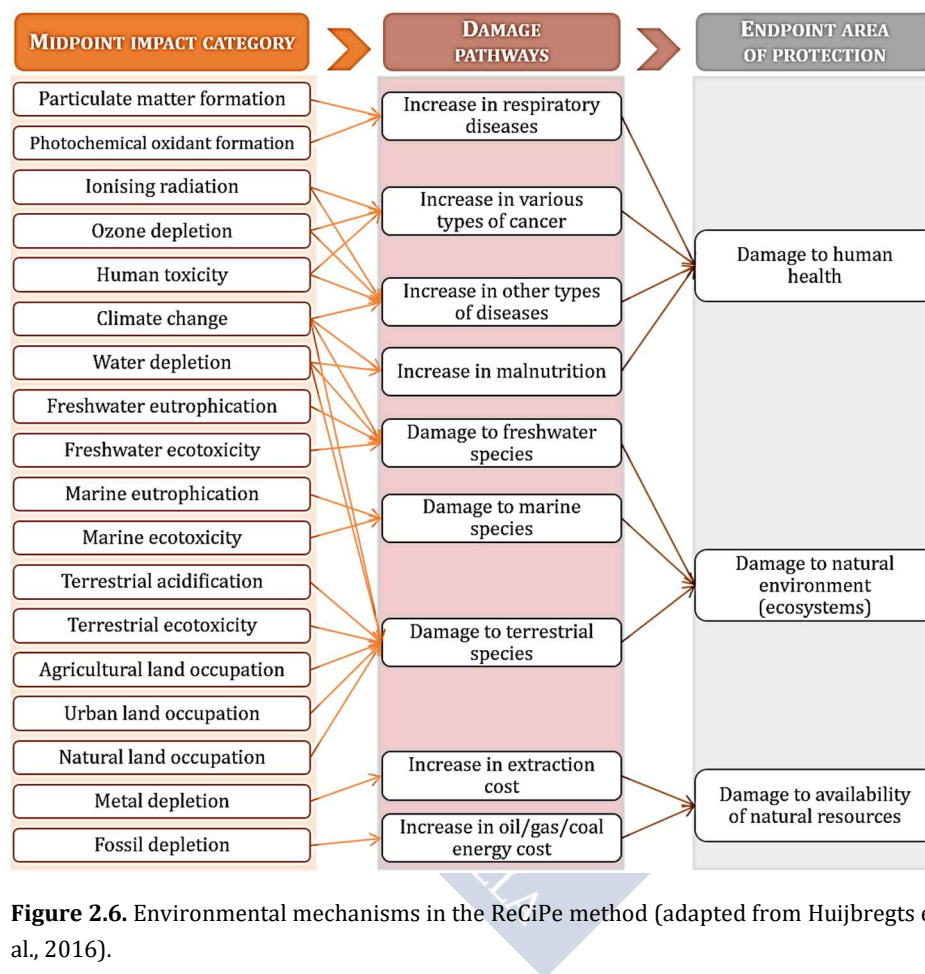 MIDPOINT IMPACT CATEGORY
DAMAGE
PATHWAYS
ENDPOINT AREA
OF PROTECTION
Particulate matter formation
Photochemical oxidant formation
Ionising radiation
Ozone depletion
Human toxicity
Climate change
Water depletion
Freshwater eutrophication
Freshwater ecotoxicity
Marine eutrophication
Marine ecotoxicity
Terrestrial acidification
Terrestrial ecotoxicity
Agricultural land occupation
Urban land occupation
Natural land occupation
Metal depletion
Fossil depletion
Increase in respiratory
diseases
Increase in various
types of cancer
Increase in other types
of diseases
Increase in malnutrition
Damage to freshwater
species
Damage to marine
species
Damage to terrestrial
species
Increase in extraction
cost
Increase in oil/gas/coal
energy cost
Damage to human
health
Damage to natural
environment
(ecosystems)
Damage to availability
of natural resources
Figure 2.6. Environmental mechanisms in the ReCiPe method (adapted from Huijbregts e
al., 2016).